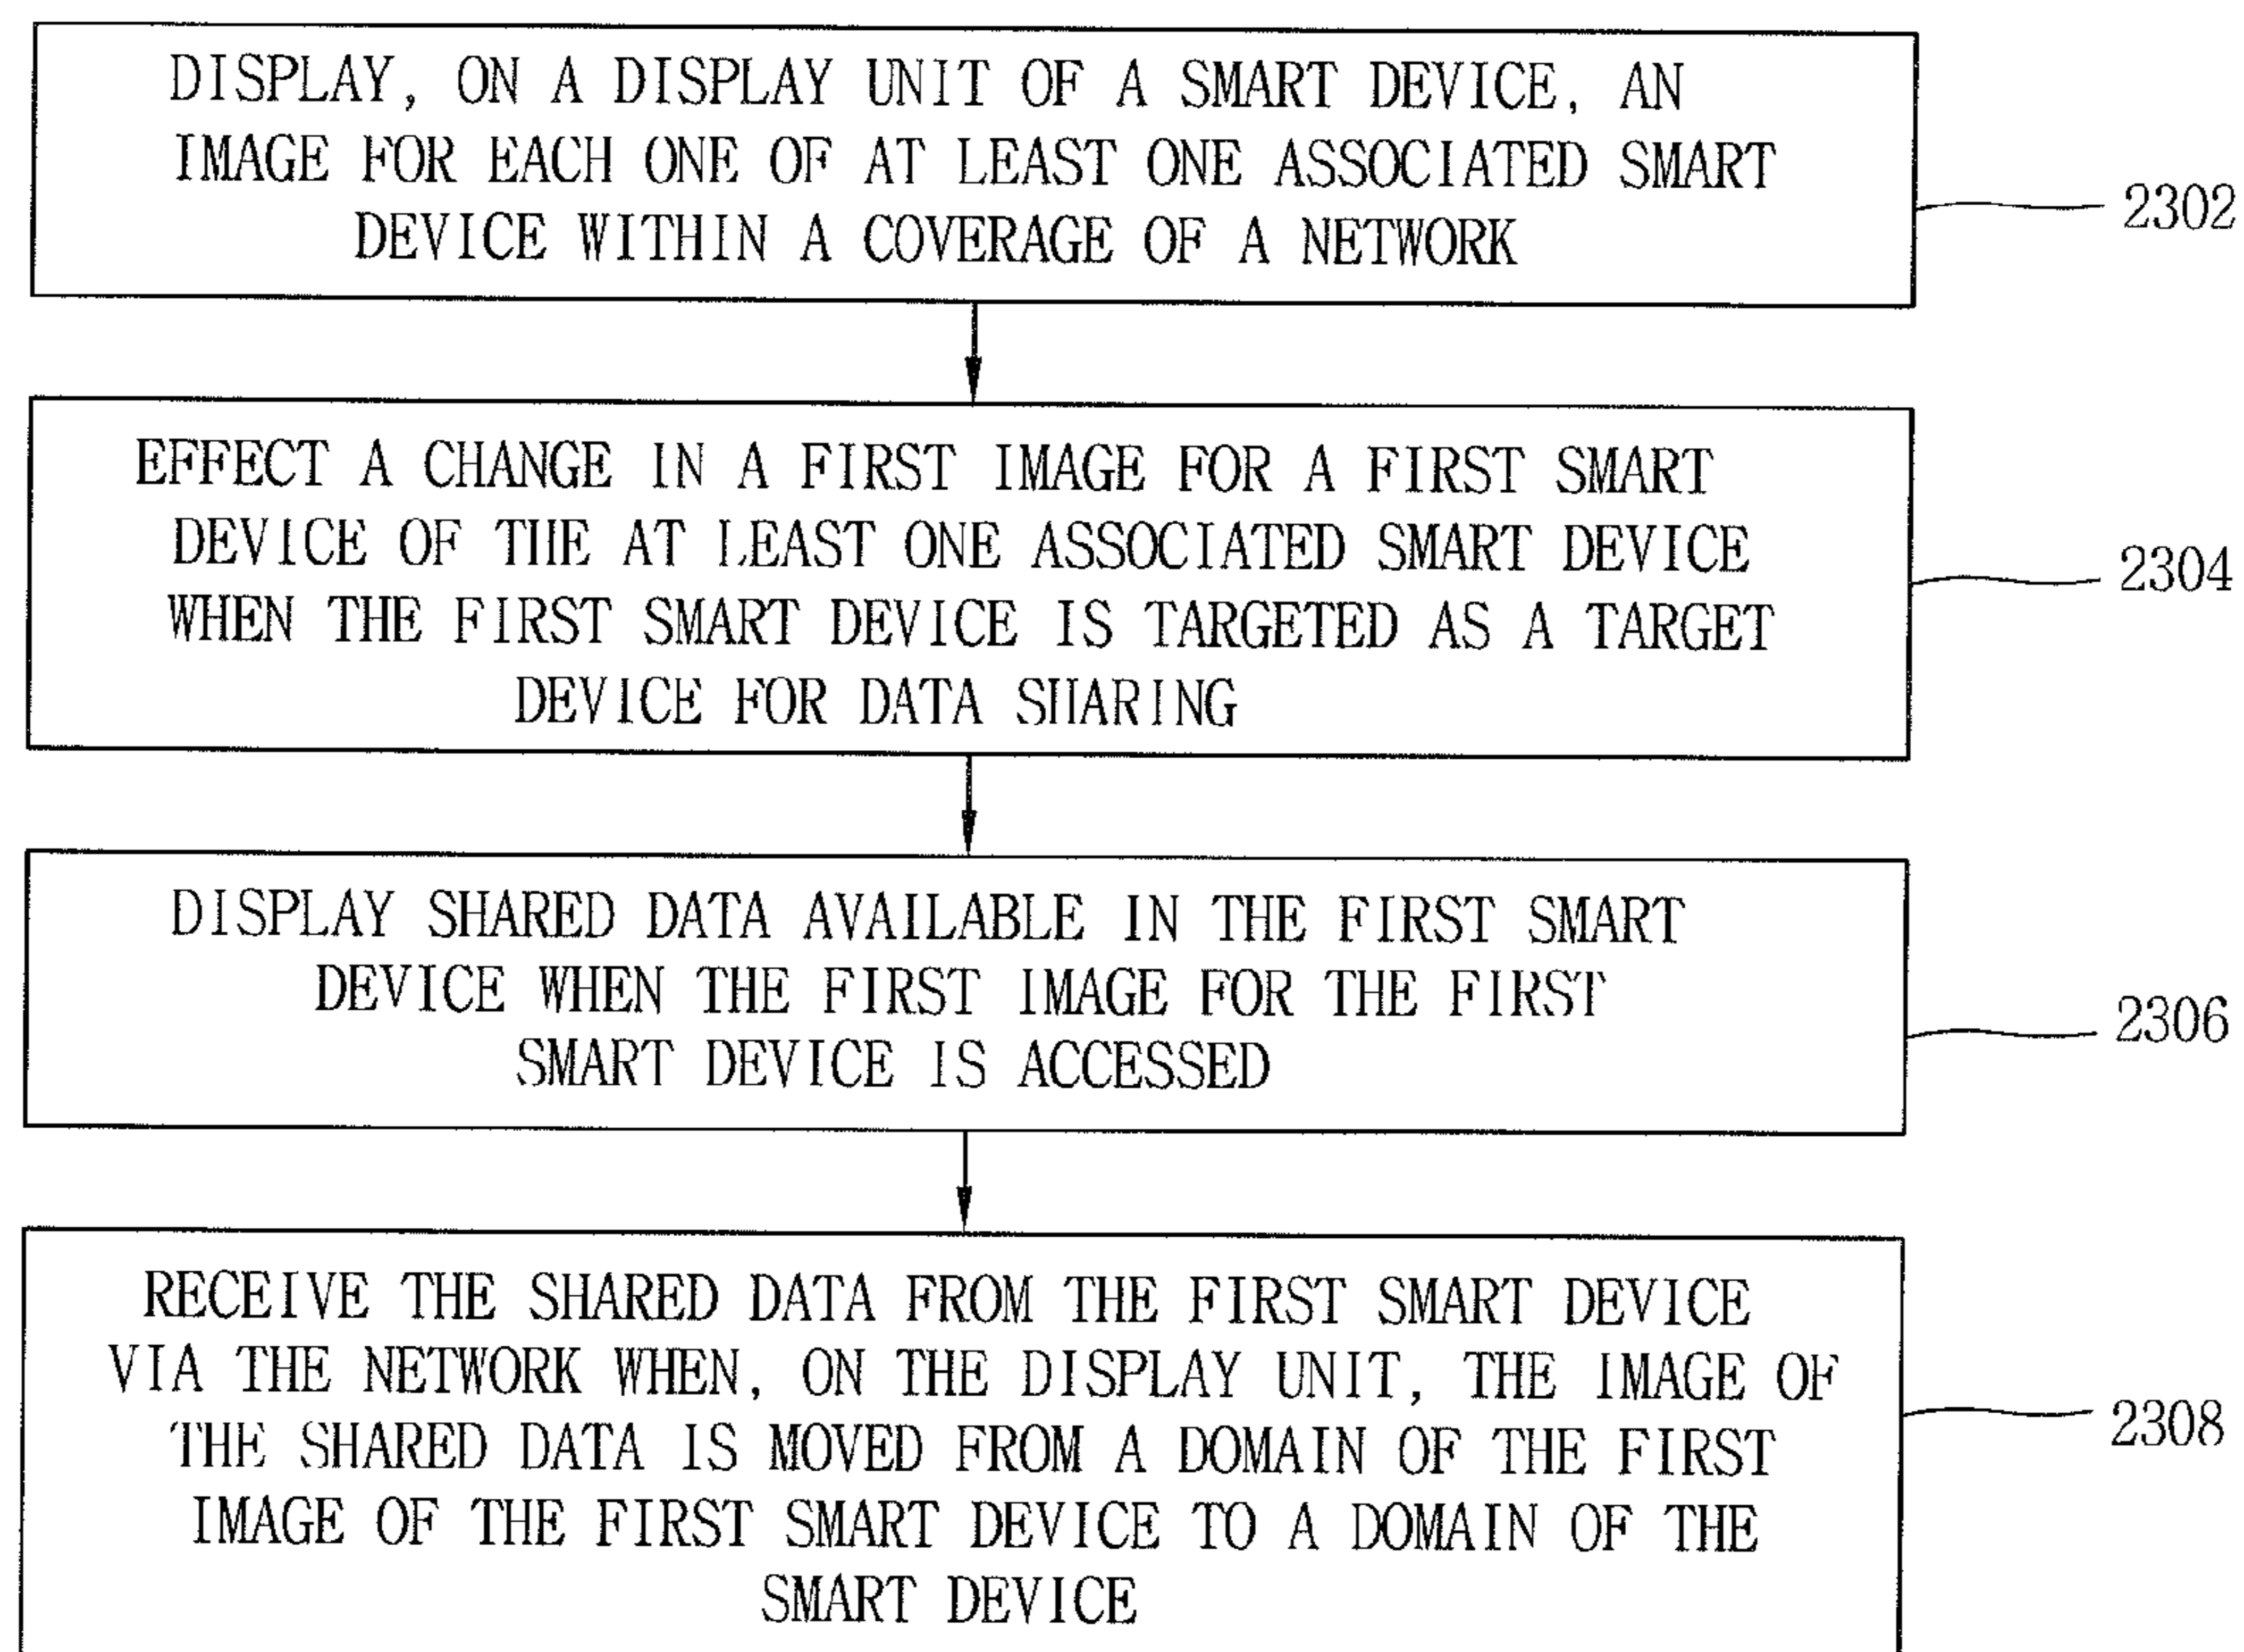 DISPLAY, ON A DISPLAY UNIT OF A SMART DEVICE, AN
IMAGE FOR EACH ONE OF AT LEAST ONE ASSOCIATED SMART
DEVICE WITHIN A COVERAGE OF A NETWORK
2302
EFFECT A CHANGE IN A FIRST IMAGE FOR A FIRST SMART
DEVICE OF THE AT LEAST ONE ASSOCIATED SMART DEVICE
WHEN THE FIRST SMART DEVICE IS TARGETED AS A TARGET
DEVICE FOR DATA SHARING
2304
DISPLAY SHARED DATA AVAILABLE IN THE FIRST SMART
DEVICE WHEN THE FIRST IMAGE FOR THE FIRST
SMART DEVICE IS ACCESSED
2306
RECEIVE THE SHARED DATA FROM THE FIRST SMART DEVICE
VIA THE NETWORK WHEN, ON THE DISPLAY UNIT, THE IMAGE OF
THE SHARED DATA IS MOVED FROM A DOMAIN OF THE FIRST
IMAGE OF THE FIRST SMART DEVICE TO A DOMAIN OF THE
SMART DEVICE
2308